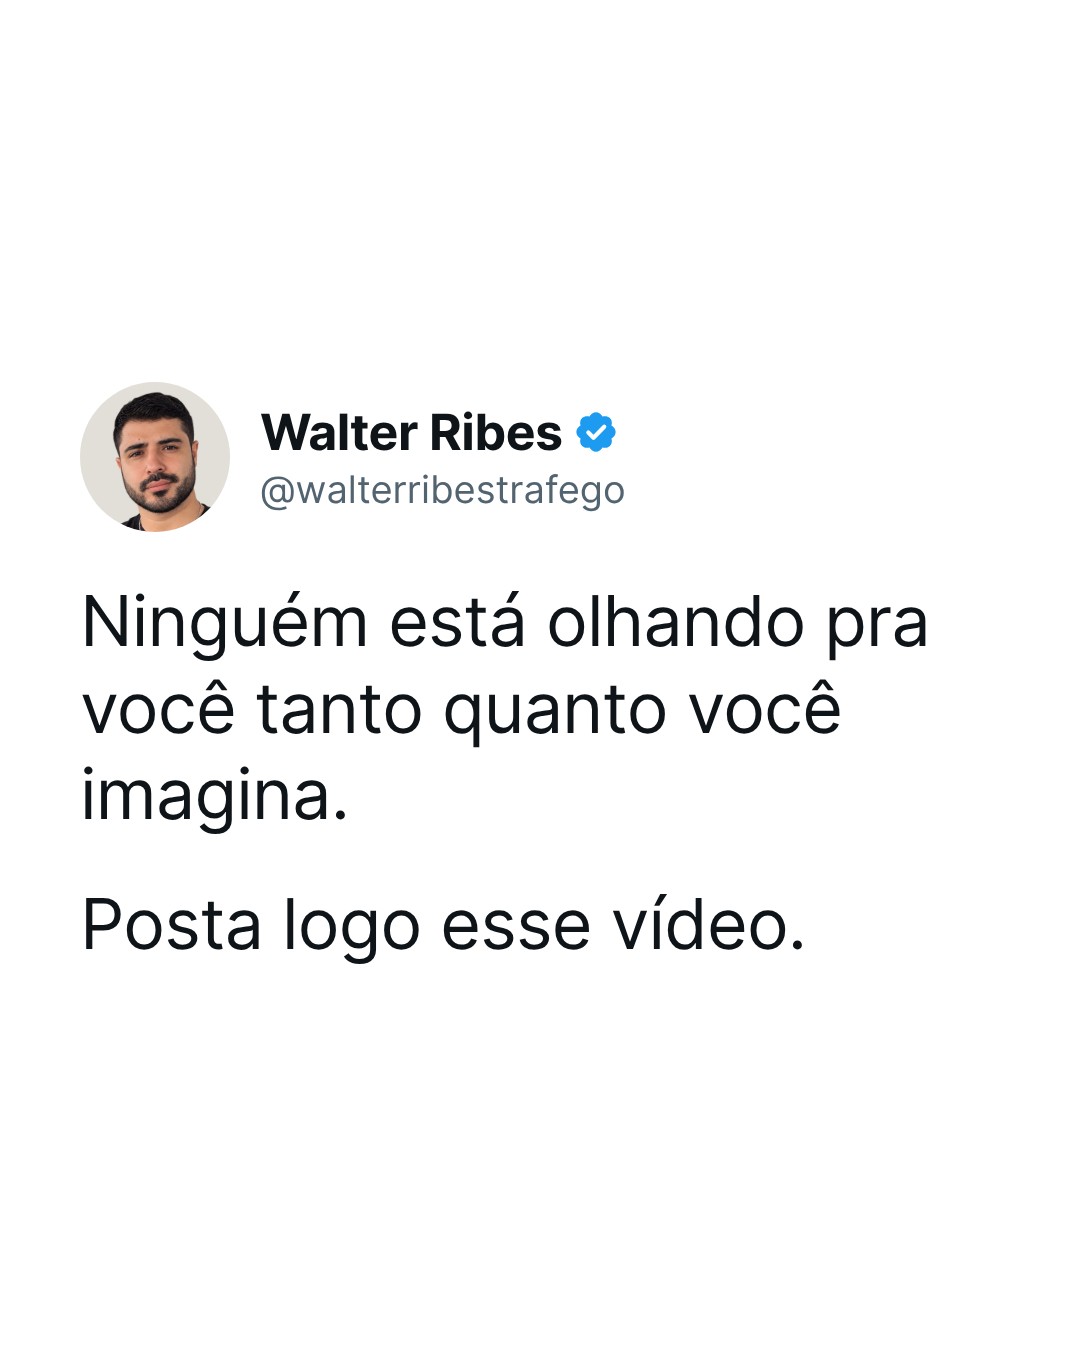 Walter Ribes
@walterribestrafego
Ninguém está olhando pra
você tanto quanto você
imagina.
Posta logo esse vídeo.